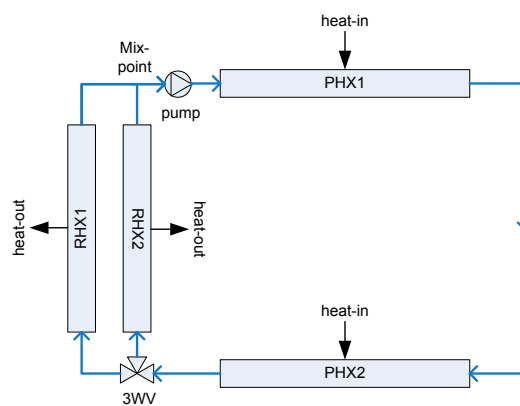 heat-in
Mix-
point
PHX1
pump
RHX1
RHX2
heat-out
heat-out
heat-in
PHX2
3WV